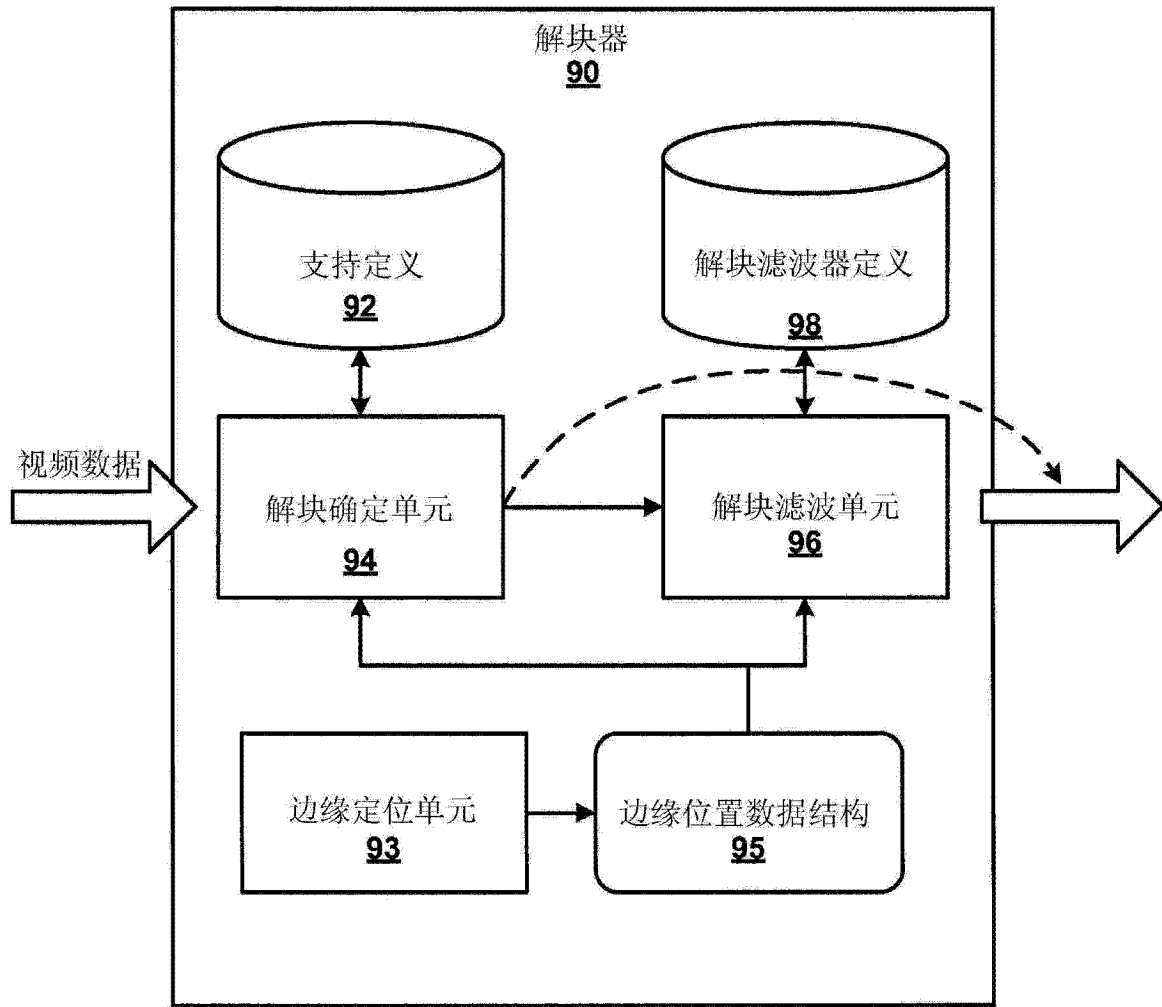 解块器
90
支持定义
92
解块滤波器定义
98
视频数据
解块确定单元
94
解块滤波单元
96
边缘定位单元
93
边缘位置数据结构
95